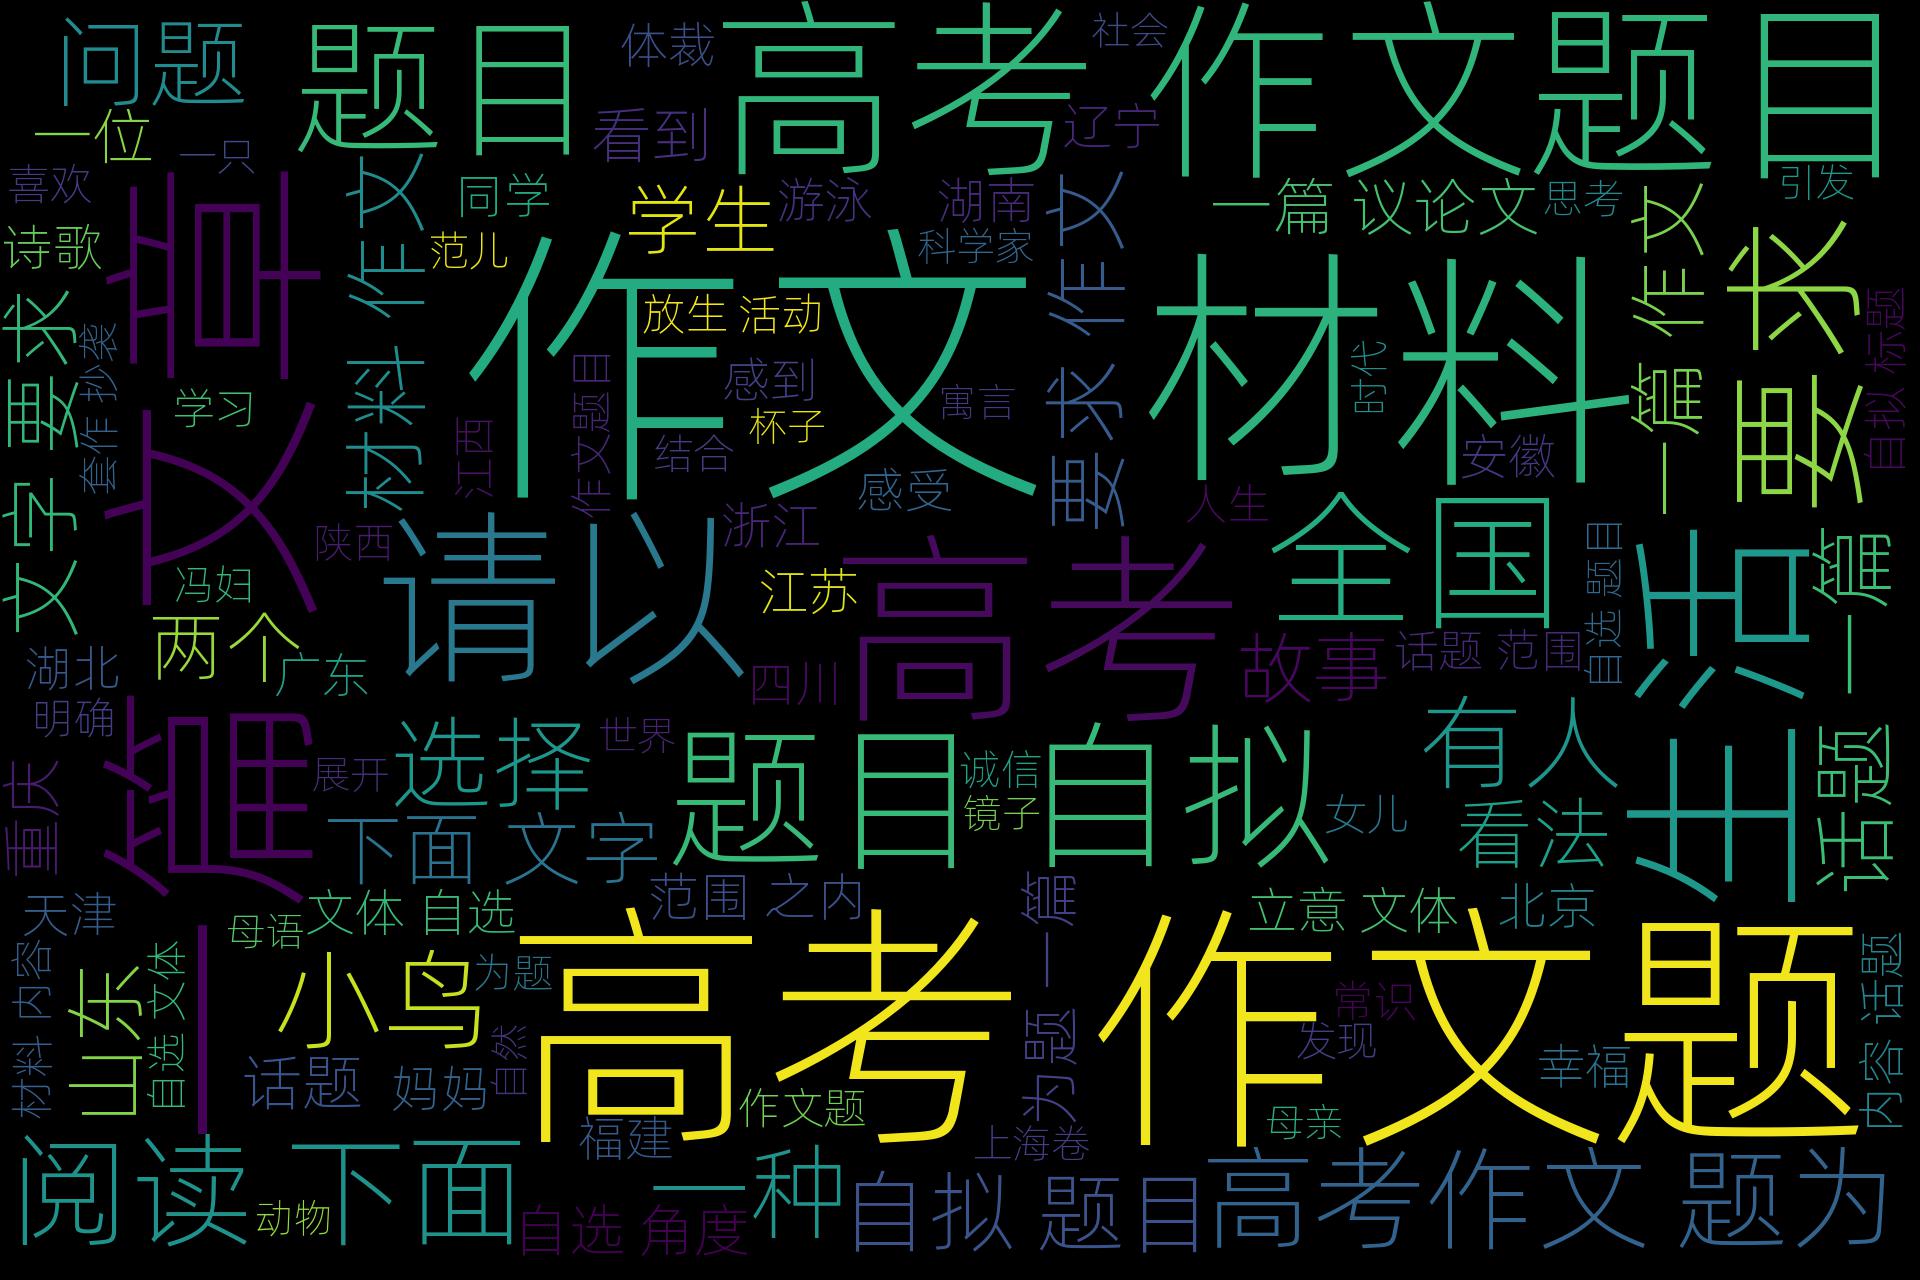 问题
题目
体裁
高考作文题目
社会
一位
一只
看到
辽宁
喜欢
文章
材料 作文
同学
学生
游泳
湖南
要求 作文
一篇 议论文
思考
一篇 作文
引发
要求
诗歌
范儿
作文
科学家
材料
文字 要求
套作 抄袭
放生 活动
感到
寓言
时代
自拟 标题
学习
江西
作文题目
杯子
结合
感受
安徽
人生
陕西
请以
浙江
全国
自选 题目
生活
一篇
冯妇
江苏
高考
两个
广东
湖北
四川
故事
话题 范围
明确
一篇
选择
世界
题目自拟
诚信
有人
话题
重庆
展开
镜子
女儿
看法
下面 文字
天津
母语
文体 自选
范围 之内
为题 一篇
立意 文体
北京
材料 内容
山东
自选 文体
小鸟
为题
高考作文题
常识
发现
内容 话题
话题
妈妈
自然
作文题
幸福
母亲
福建
上海卷
阅读下面
动物
自选 角度
一种
自拟 题目
高考作文 题为